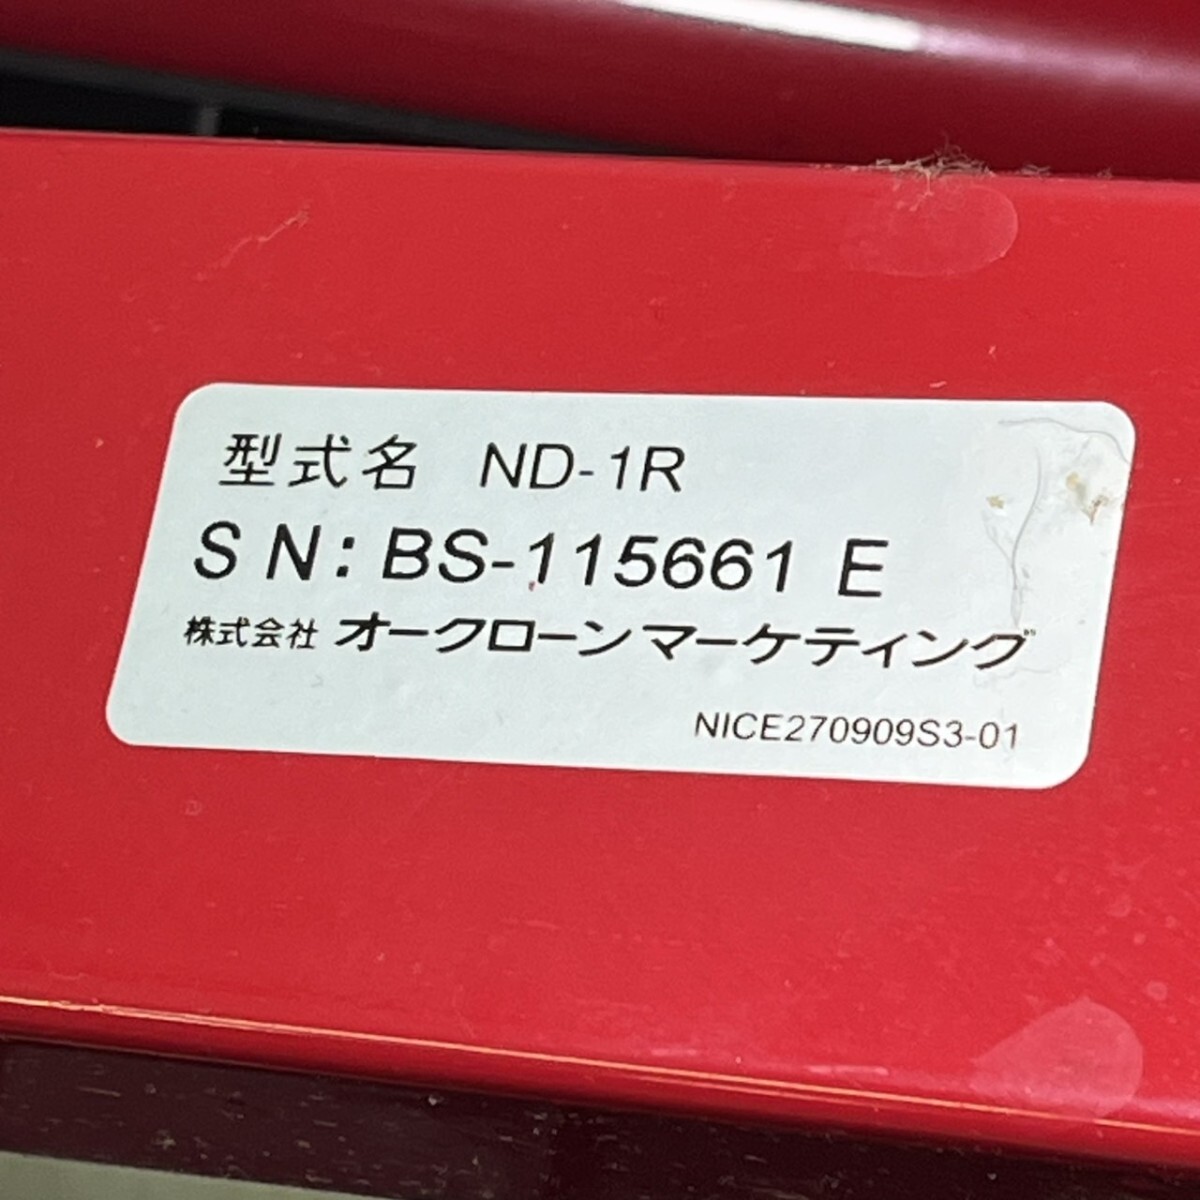 型式名 ND-1R
SN: BS-115661 E
株式会社 オークローンマーケティング
NICE270909S3-01